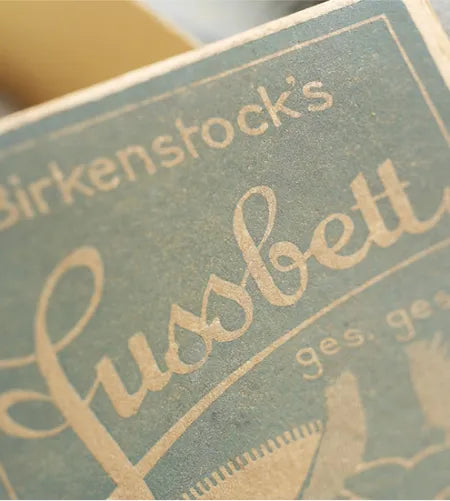 Birkenstock's
fussbett
ges. ges.